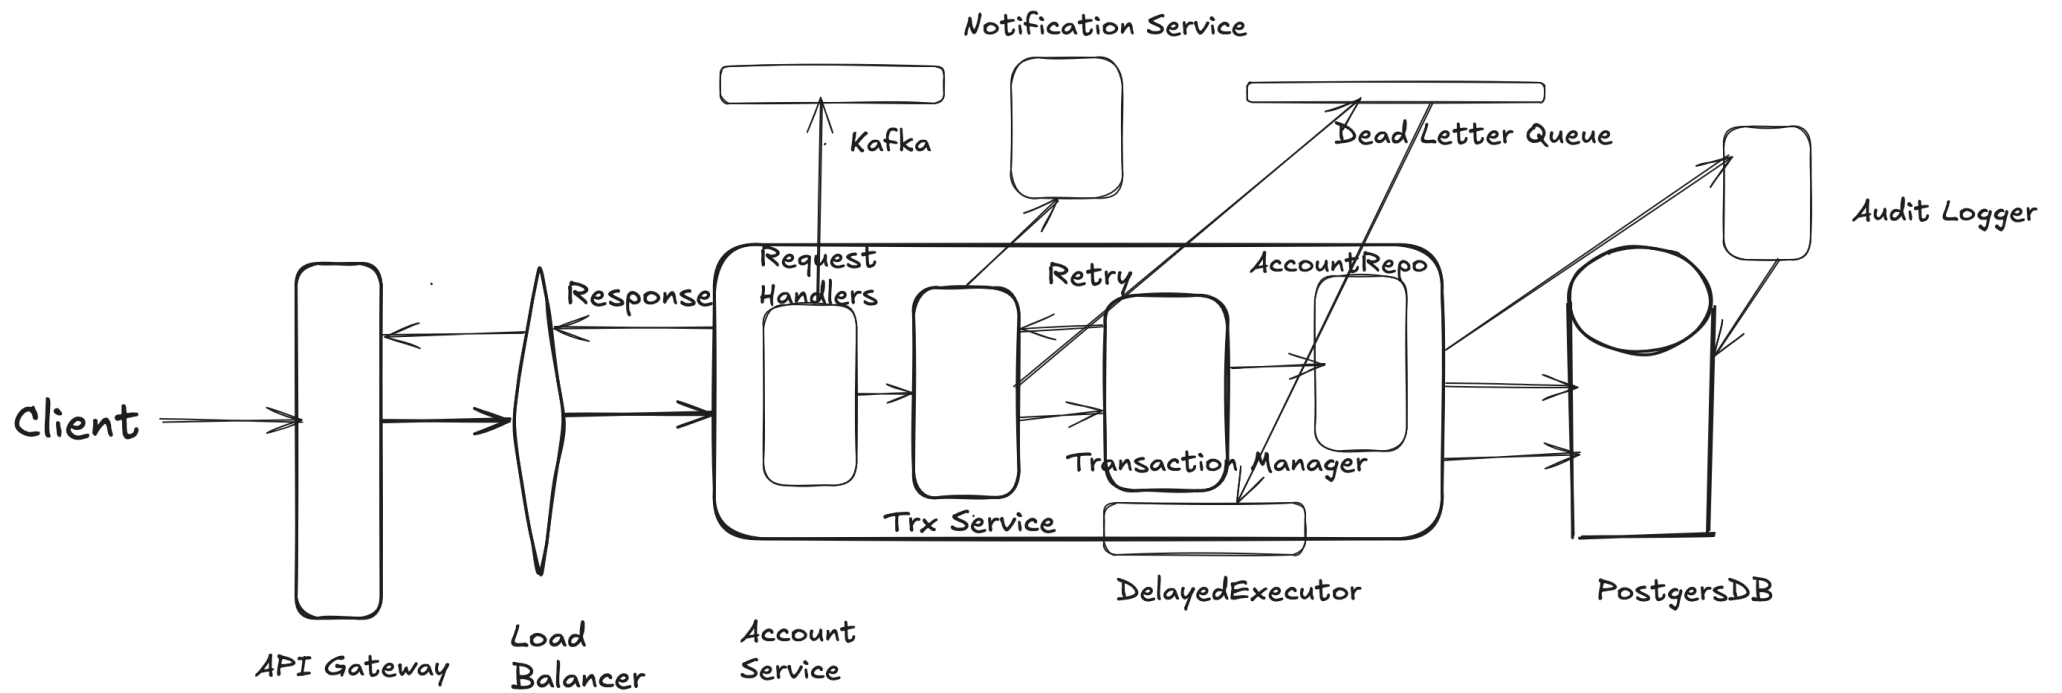 Notification Service
Kafka
Dead Letter Queue
Audit Logger
Request
Handlers
Retry
AccountRepo
Response
Client
Transaction Manager
Trx Service
DelayedExecutor
PostgersDB
API Gateway
Load
Balancer
Account
Service